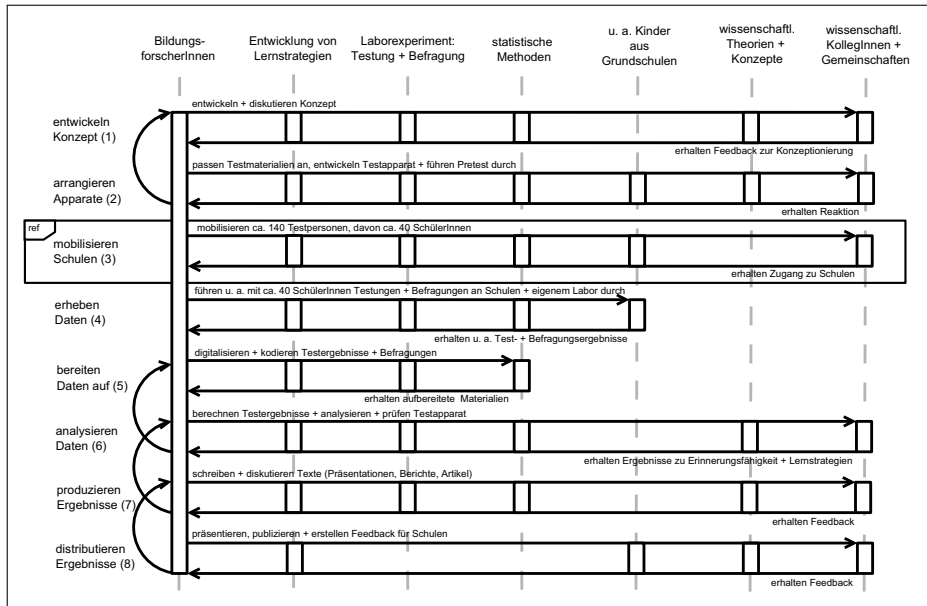 Bildungs-
forscherInnen
Entwicklung von
Lernstrategien
Laborexperiment:
Testung + Befragung
statistische
Methoden
u. a. Kinder
aus
Grundschulen
wissenschaftl.
Theorien +
Konzepte
wissenschaftl.
KollegInnen +
Gemeinschaften
entwickeln
Konzept (1)
entwickeln + diskutieren Konzept
erhalten Feedback zur Konzeptionierung
arrangieren
Apparate (2)
passen Testmaterialien an, entwickeln Testapparat + führen Pretest durch
erhalten Reaktion
ref
mobilisieren
Schulen (3)
mobilisieren ca. 140 Testpersonen, davon ca. 40 SchülerInnen
erhalten Zugang zu Schulen
erheben
Daten (4)
führen u. a. mit ca. 40 SchülerInnen Testungen + Befragungen an Schulen + eigenem Labor durch
erhalten u. a. Test- + Befragungsergebnisse
bereiten
Daten auf (5)
digitalisieren + kodieren Testergebnisse + Befragungen
erhalten aufbereitete Materialien
analysieren
Daten (6)
berechnen Testergebnisse + analysieren + prüfen Testapparat
erhalten Ergebnisse zu Erinnerungsfähigkeit + Lernstrategien
produzieren
Ergebnisse (7)
schreiben + diskutieren Texte (Präsentationen, Berichte, Artikel)
erhalten Feedback
distributieren
Ergebnisse (8)
präsentieren, publizieren + erstellen Feedback für Schulen
erhalten Feedback